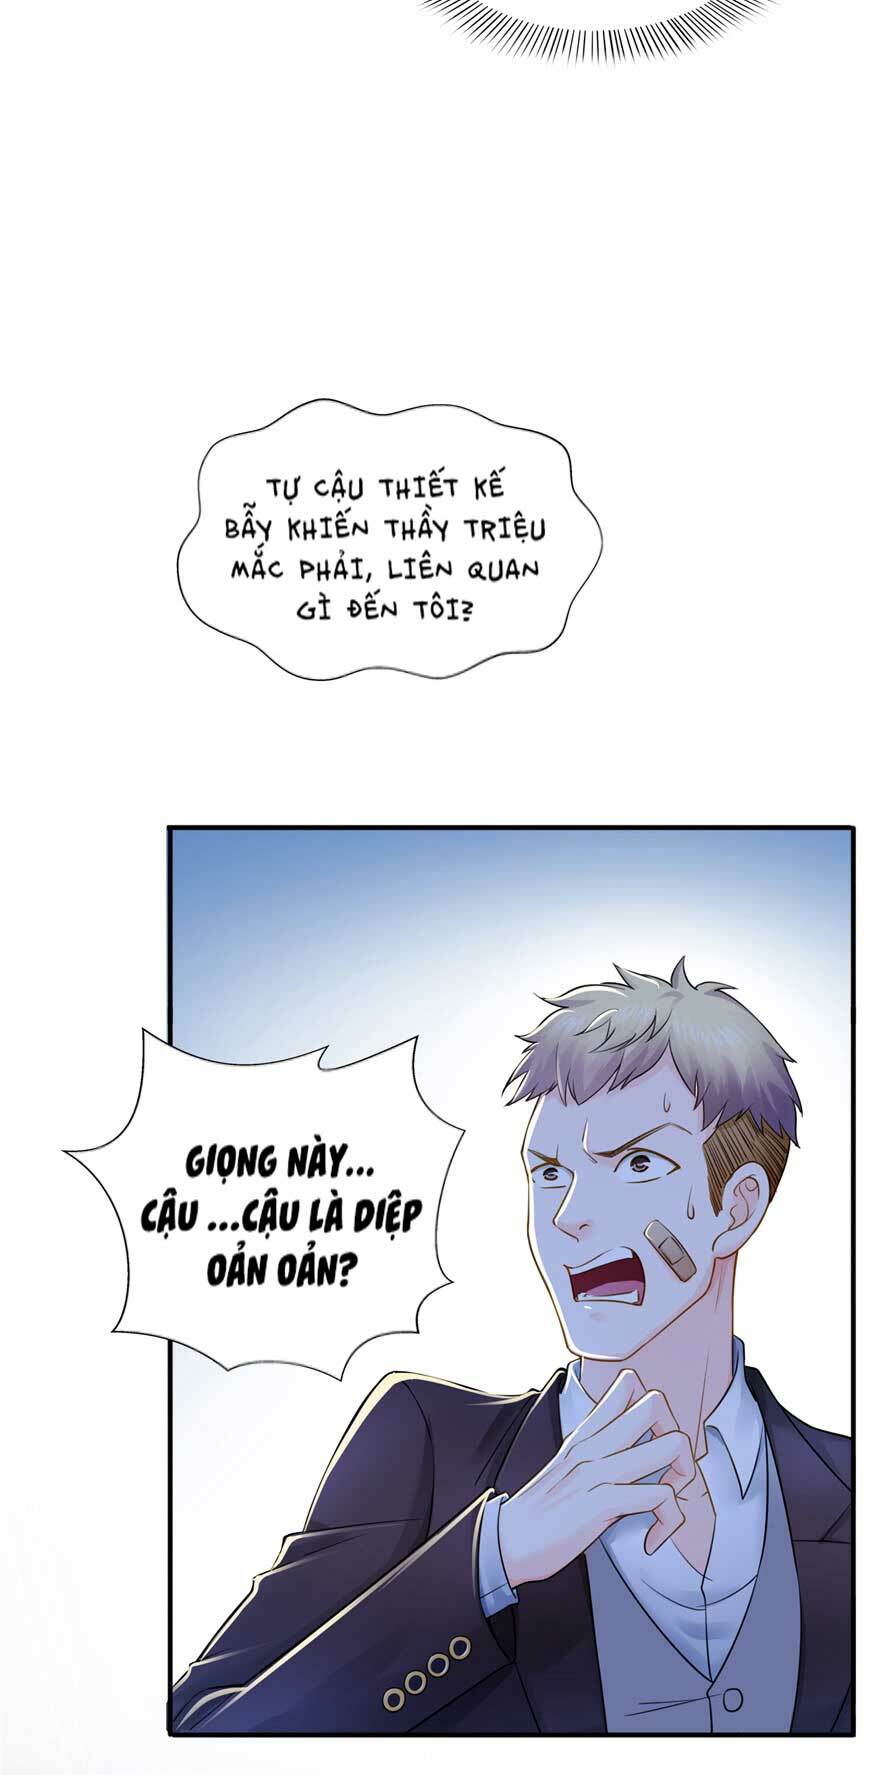 TỰ CẬU THIẾT KẾ
BẪY KHIẾN THẦY TRIỆU
MẮC PHẢI, LIÊN QUAN
GÌ ĐẾN TÔI?
GIỌNG NÀY...
CẬU ...CẬU LÀ DIỆP
OẢN OẢN?